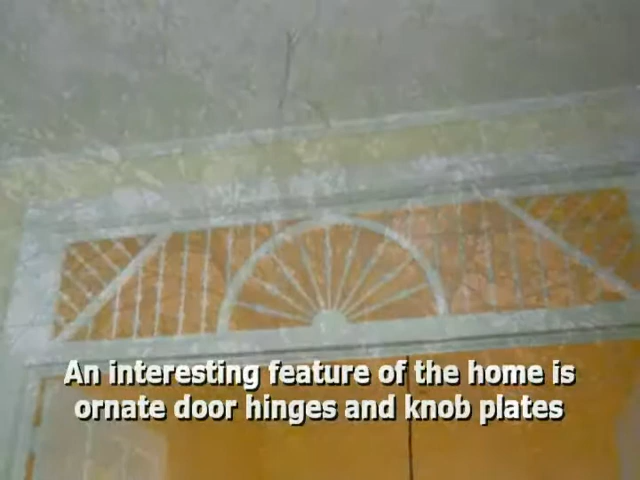 An interesting feature of the home is
ornate door hinges and knob plates